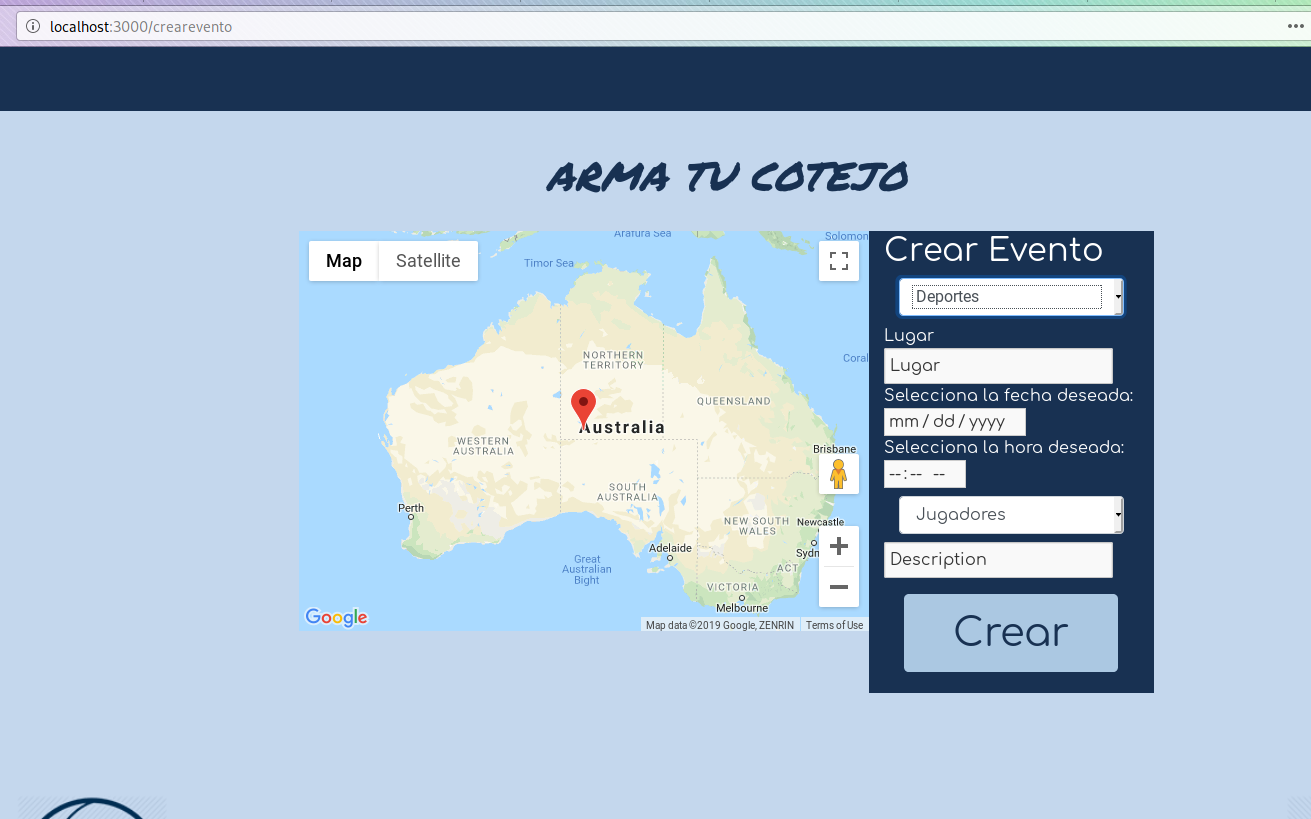 localhost:3000/crearevento
ARMA TU COTEJO
Map
Satellite
Arafura Sea
Solomon
Timor Sea
Coral
NORTHERN
TERRITORY
QUEENSLAND
Australia
WESTERN
AUSTRALIA
Brisbane
SOUTH
AUSTRALIA
Perth
NEW SOUTH
WALES
Newcastle
Adelaide
Sydn
Great
Australian
Bight
ACT
VICTORIA
Melbourne
Google
Map data ©2019 Google, ZENRIN
Terms of Use
Crear Evento
Deportes
Lugar
Lugar
Selecciona la fecha deseada:
mm / dd / yyyy
Selecciona la hora deseada:
--:-- --
Jugadores
Description
Crear